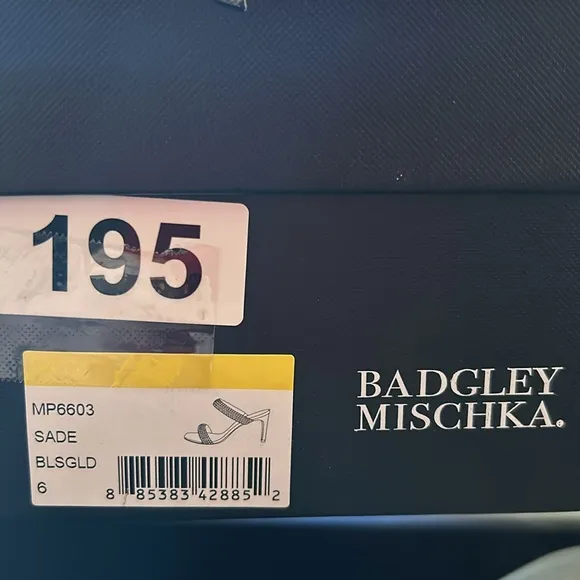 195
MP6603
SADE
BLSGLD
6
8 85383 42885 2
BADGLEY
MISCHKA.